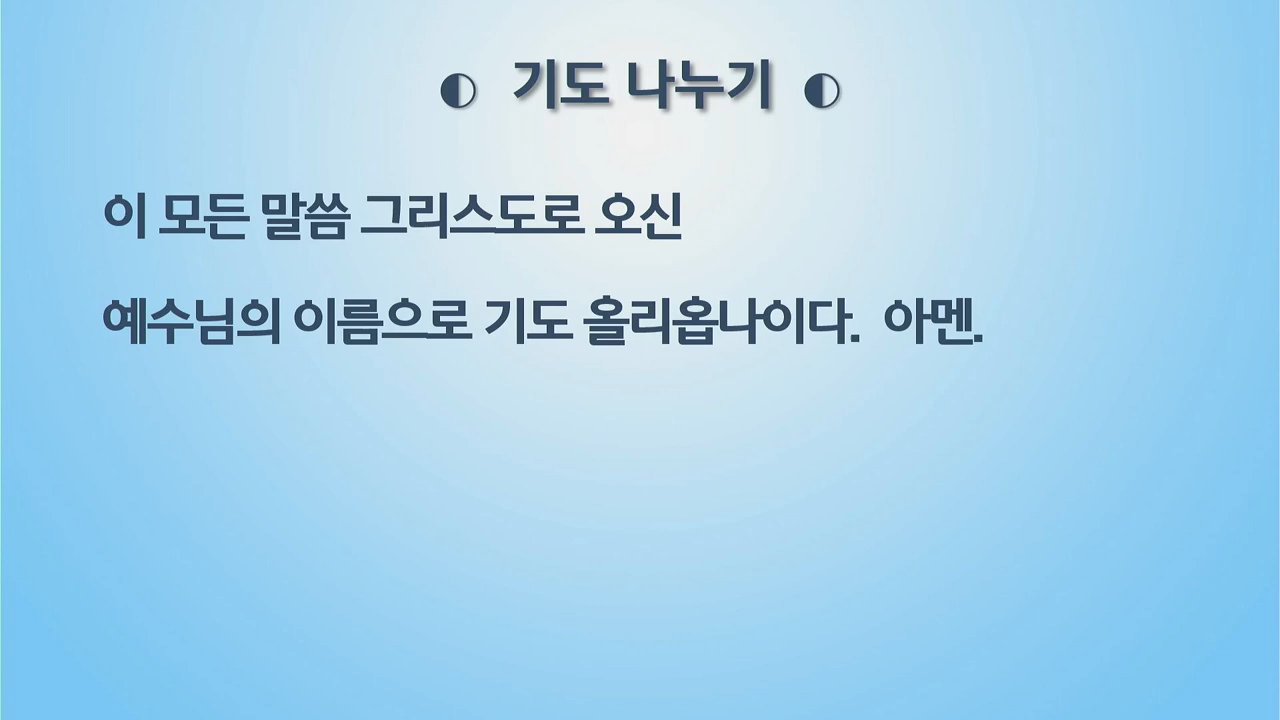 ◐ 기도 나누기 ◐
이 모든 말씀 그리스도로 오신
예수님의 이름으로 기도 올리옵나이다. 아멘.